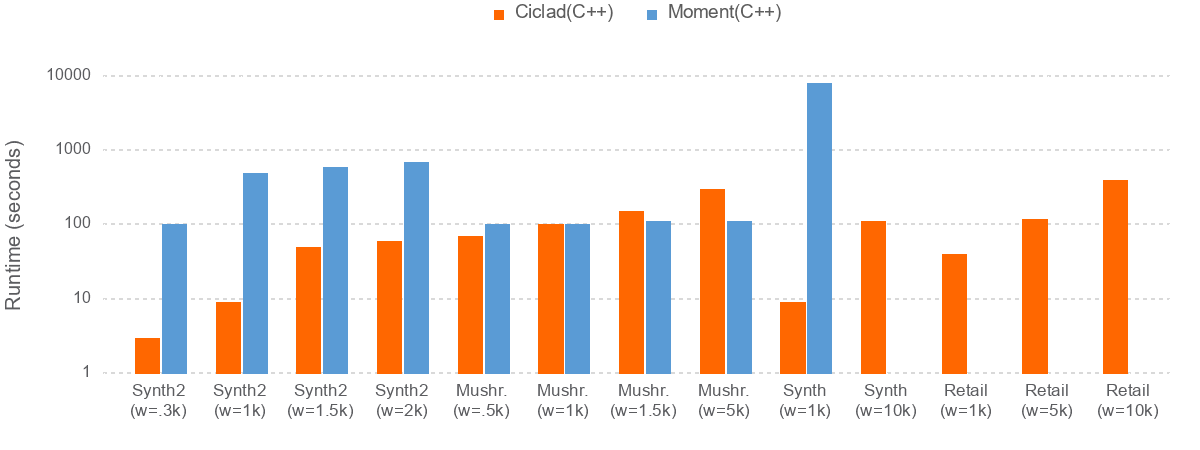 Ciclad(C++) Moment(C++)
Runtime (seconds)
10000
1000
100
10
1
Synth2 Synth2 Synth2 Synth2 Mushr. Mushr. Mushr. Mushr. Synth Synth Retail Retail Retail
(w=.3k) (w=1k) (w=1.5k) (w=2k) (w=.5k) (w=1k) (w=1.5k) (w=5k) (w=1k) (w=10k) (w=1k) (w=5k) (w=10k)